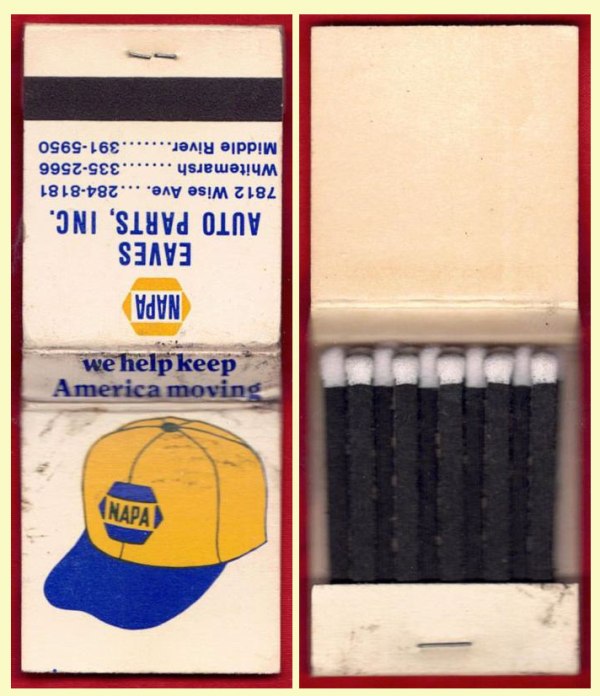 NAPA
EAVES
AUTO PARTS, INC.
7812 Wise Ave. ....284-8181
Whitemarsh ........335-2566
Middle River........391-5950
we help keep
America moving
NAPA